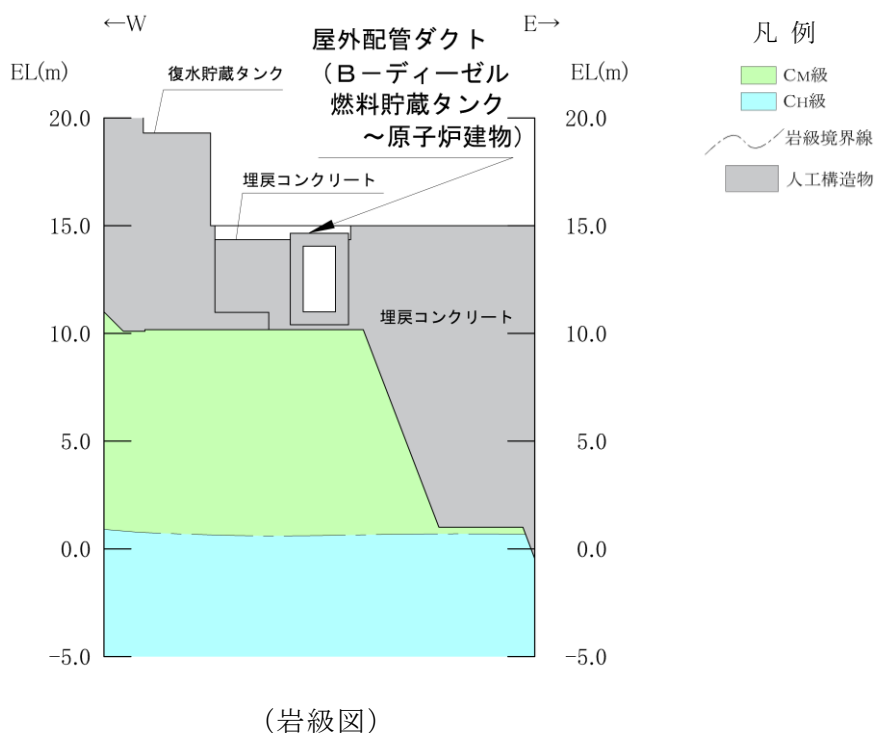 ←W
E→
EL(m)
EL(m)
復水貯蔵タンク
屋外配管ダクト
（B－ディーゼル
燃料貯蔵タンク
～原子炉建物）
埋戻コンクリート
埋戻コンクリート
20.0
15.0
10.0
5.0
0.0
-5.0
20.0
15.0
10.0
5.0
0.0
-5.0
凡 例
CM級
CH級
岩級境界線
人工構造物
(岩級図)